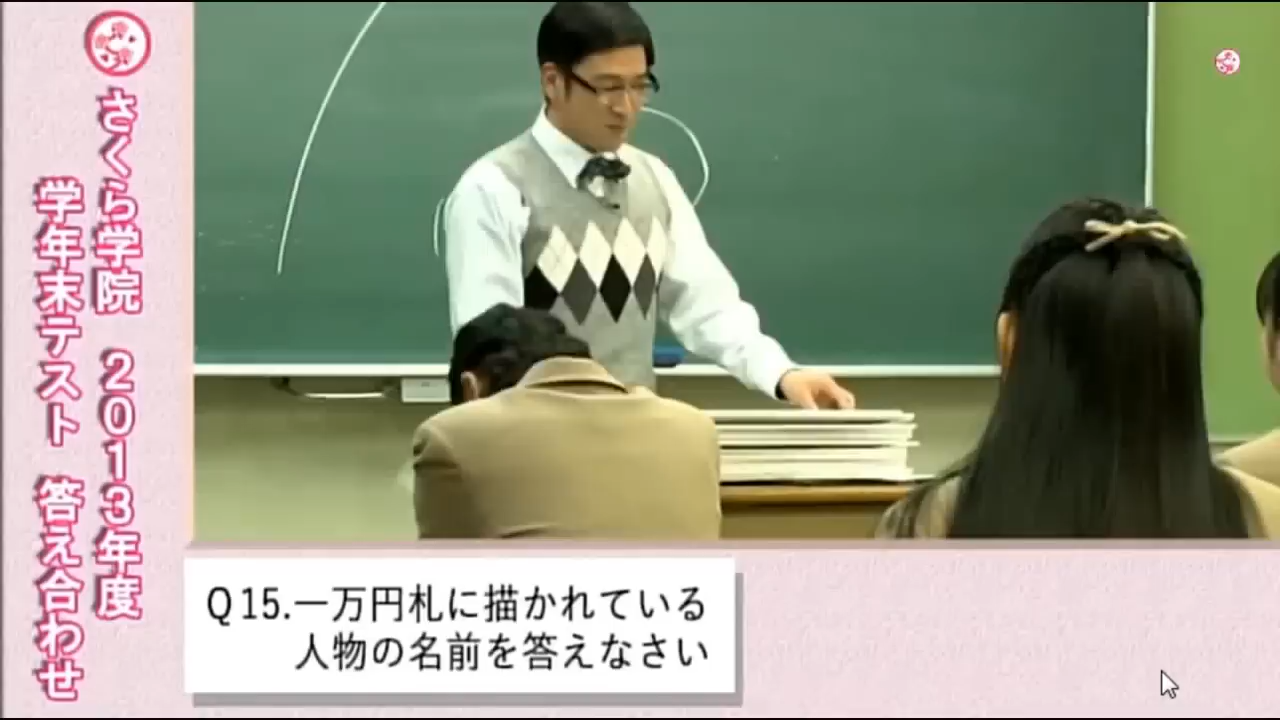 さくら学院 2013年度
学年末テスト 答え合わせ
Q15.一万円札に描かれている
人物の名前を答えなさい